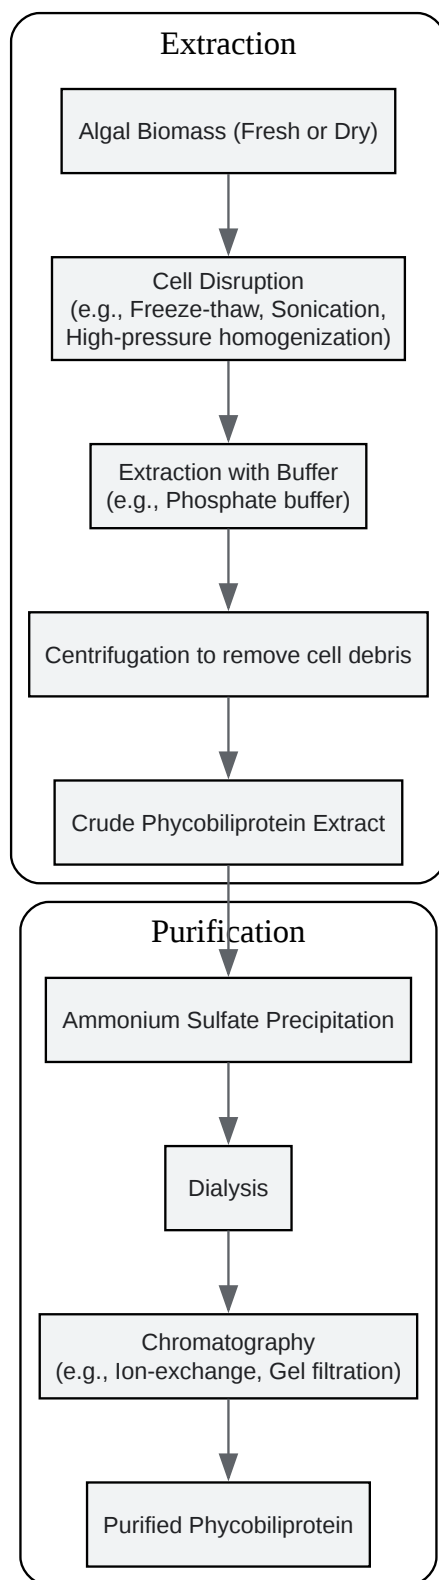 Extraction
Algal Biomass (Fresh or Dry)
Cell Disruption
(e.g., Freeze-thaw, Sonication,
High-pressure homogenization)
Extraction with Buffer
(e.g., Phosphate buffer)
Centrifugation to remove cell debris
Crude Phycobiliprotein Extract
Purification
Ammonium Sulfate Precipitation
Dialysis
Chromatography
(e.g., Ion-exchange, Gel filtration)
Purified Phycobiliprotein